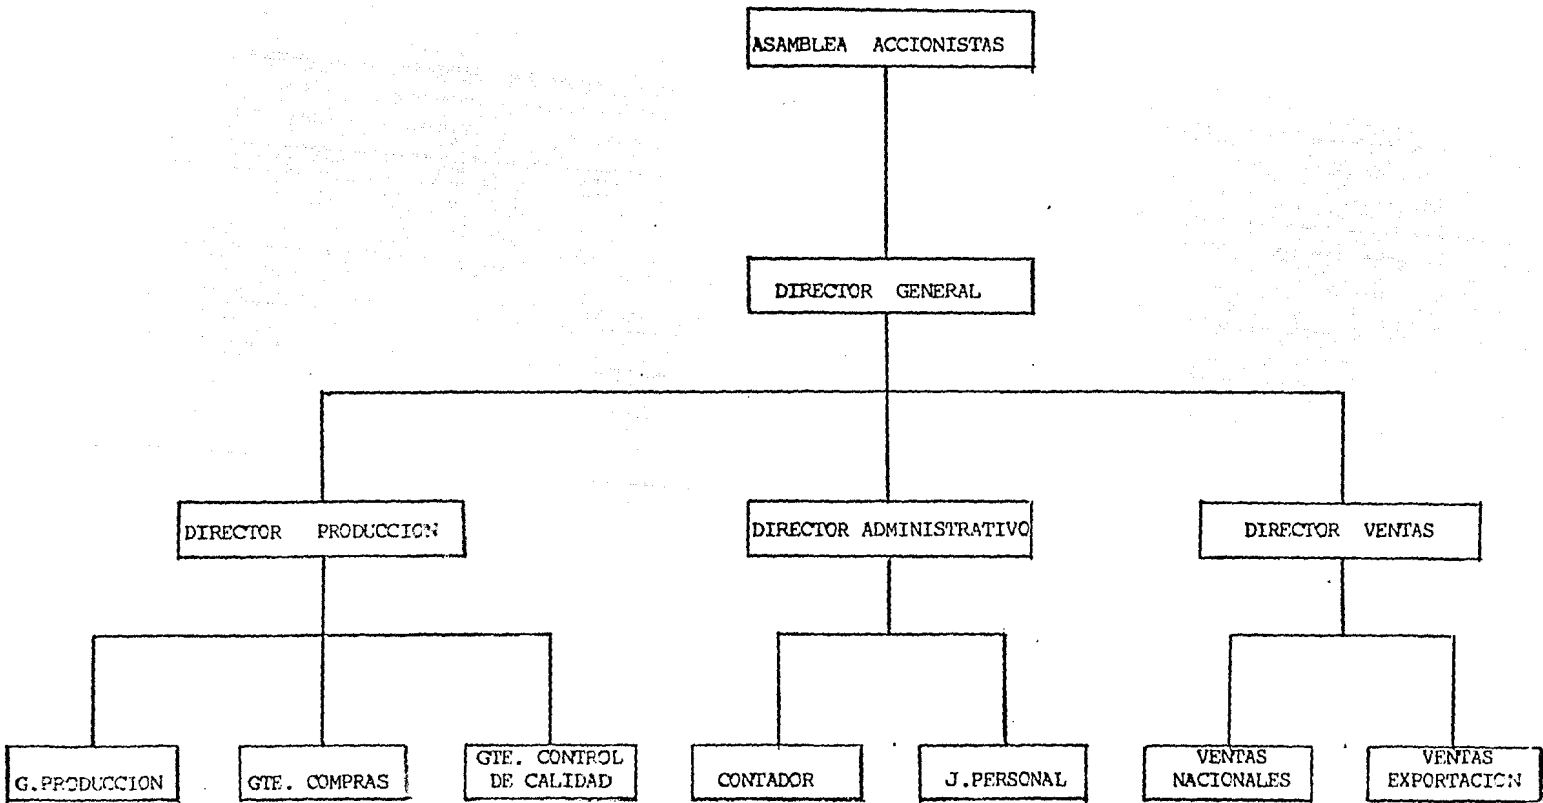 ASAMBLEA ACCIONISTAS
DIRECTOR GENERAL
DIRECTOR PRODUCCION
DIRECTOR ADMINISTRATIVO
DIRECTOR VENTAS
G.PRODUCCION
GTE. COMPRAS
GTE. CONTROL
DE CALIDAD
CONTADOR
J.PERSONAL
VENTAS
NACIONALES
VENTAS
EXPORTACION